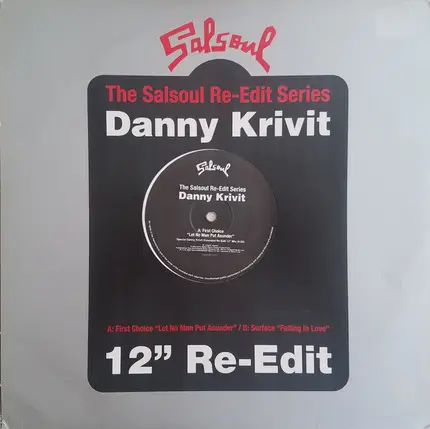 Salsoul
The Salsoul Re-Edit Series
Danny Krivit
Salsoul
The Salsoul Re-Edit Series
Danny Krivit
A: First Choice
"Let No Man Put Asunder"
A: First Choice "Let No Man Put Asunder" / B: Surface "Falling In Love"
12” Re-Edit